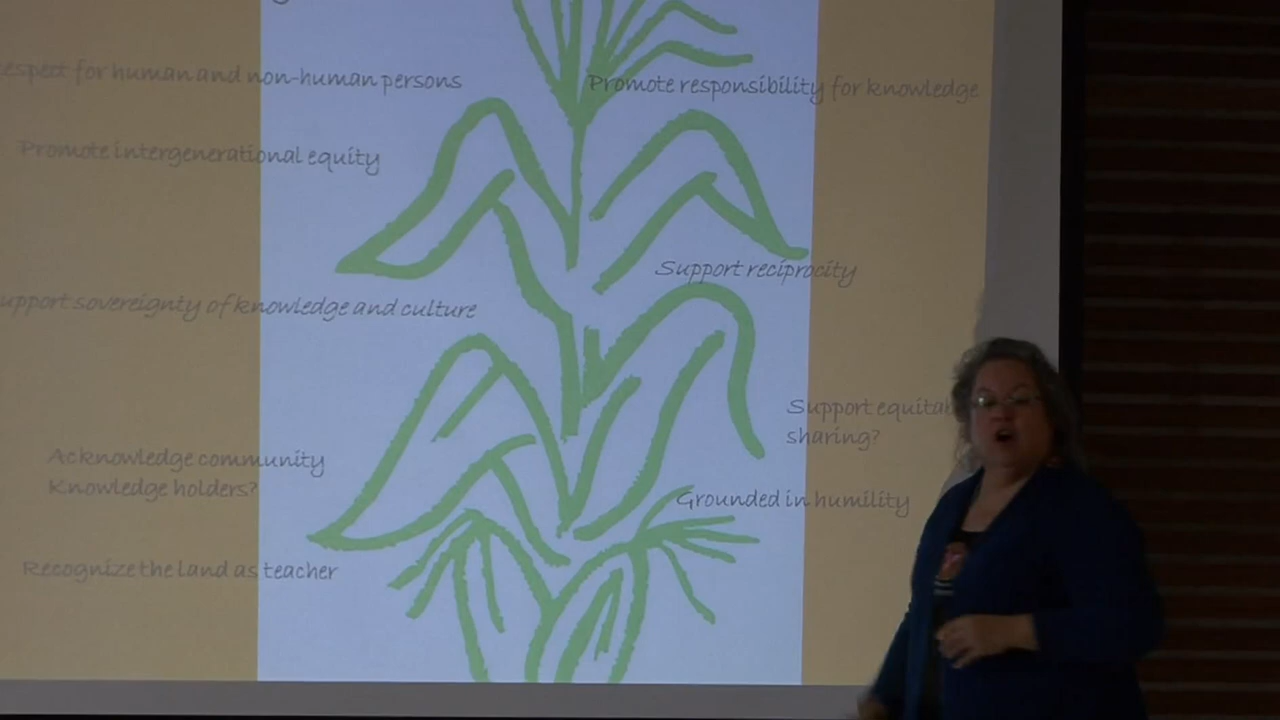 espect for human and non-human persons
Promote responsibility for knowledge
Promote intergenerational equity
Support reciprocity
upport sovereignty of knowledge and culture
Support equitab
sharing?
Acknowledge community
Knowledge holders?
Grounded in humility
Recognize the land as teacher